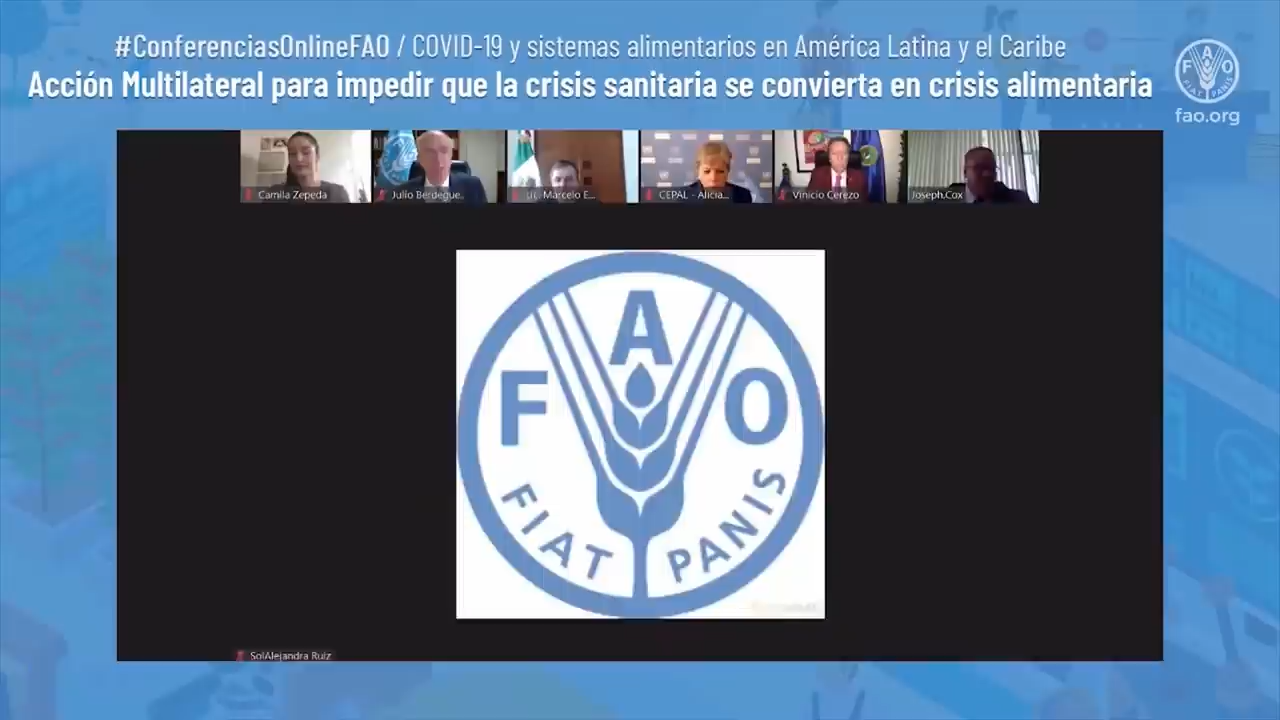 #ConferenciasOnlineFAO / COVID-19 y sistemas alimentarios en América Latina y el Caribe
Acción Multilateral para impedir que la crisis sanitaria se convierta en crisis alimentaria
F A O
FIAT PANIS
fao.org
Camila Zepeda
Julio Berdegue..
Lic. Marcelo E...
CEPAL - Alicia...
Vinicio Cerezo
Joseph.Cox
F A O
FIAT PANIS
SolAlejandra Ruiz